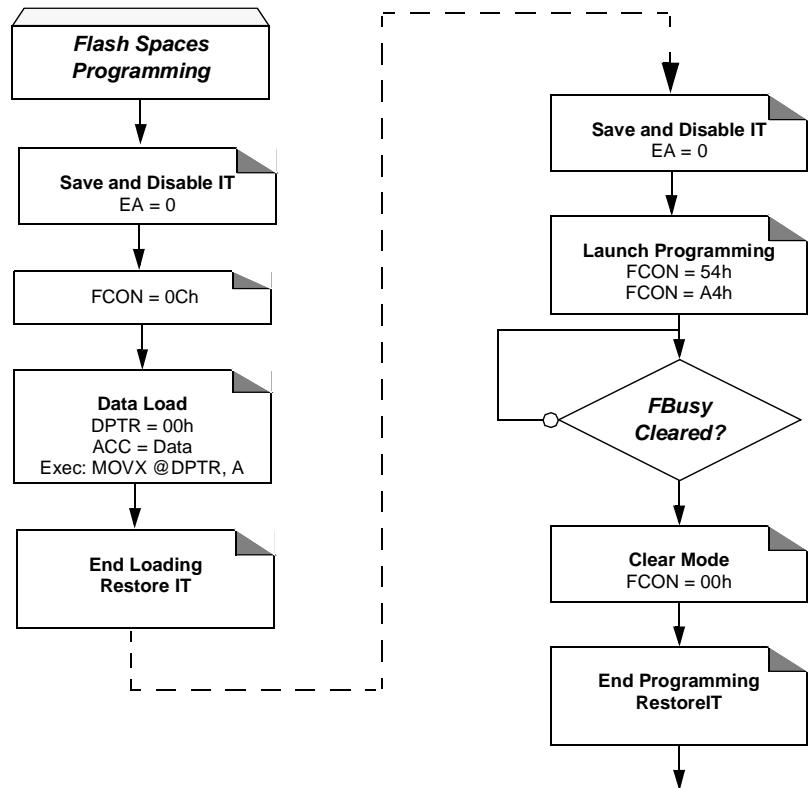 Flash Spaces
Programming
Save and Disable IT
EA = 0
FCON = 0Ch
Data Load
DPTR = 00h
ACC = Data
Exec: MOVX @DPTR, A
End Loading
Restore IT
Save and Disable IT
EA = 0
Launch Programming
FCON = 54h
FCON = A4h
FBusy
Cleared?
Clear Mode
FCON = 00h
End Programming
RestoreIT